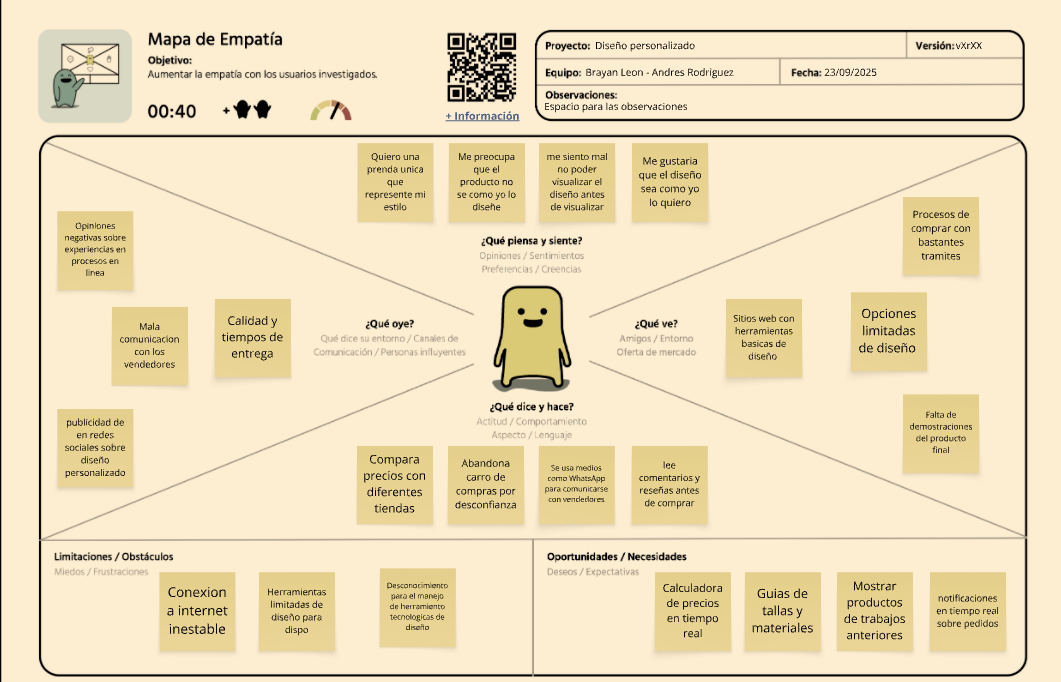 Mapa de Empatía
Objetivo:
Aumentar la empatía con los usuarios investigados.
00:40
+
+ Información
Proyecto: Diseño personalizado
Versión: vXrXX
Equipo: Brayan Leon - Andres Rodriguez
Fecha: 23/09/2025
Observaciones:
Espacio para las observaciones
Quiero una
prenda unica
que
represente mi
estilo
Me preocupa
que el
producto no
se como yo lo
diseñe
me siento mal
no poder
visualizar el
diseño antes
de visualizar
Me gustaria
que el diseño
sea como yo
lo quiero
¿Qué piensa y siente?
Opiniones / Sentimientos
Preferencias / Creencias
Opiniones
negativas sobre
experiencias en
procesos en
linea
Mala
comunicacion
con los
vendedores
Calidad y
tiempos de
entrega
publicidad de
en redes
sociales sobre
diseño
personalizado
¿Qué oye?
Qué dice su entorno / Canales de
Comunicación / Personas influyentes
¿Qué ve?
Amigos / Entorno
Oferta de mercado
Sitios web con
herramientas
basicas de
diseño
Procesos de
comprar con
bastantes
tramites
Opciones
limitadas
de diseño
Falta de
demostraciones
del producto
final
¿Qué dice y hace?
Actitud / Comportamiento
Aspecto / Lenguaje
Compara
precios con
diferentes
tiendas
Abandona
carro de
compras por
desconfianza
Se usa medios
como WhatsApp
para comunicarse
con vendedores
lee
comentarios y
reseñas antes
de comprar
Limitaciones / Obstáculos
Miedos / Frustraciones
Conexion
a internet
inestable
Herramientas
limitadas de
diseño para
dispo
Desconocimiento
para el manejo
de herramiento
tecnologicas de
diseño
Oportunidades / Necesidades
Deseos / Expectativas
Calculadora
de precios
en tiempo
real
Guias de
tallas y
materiales
Mostrar
productos
de trabajos
anteriores
notificaciones
en tiempo real
sobre pedidos